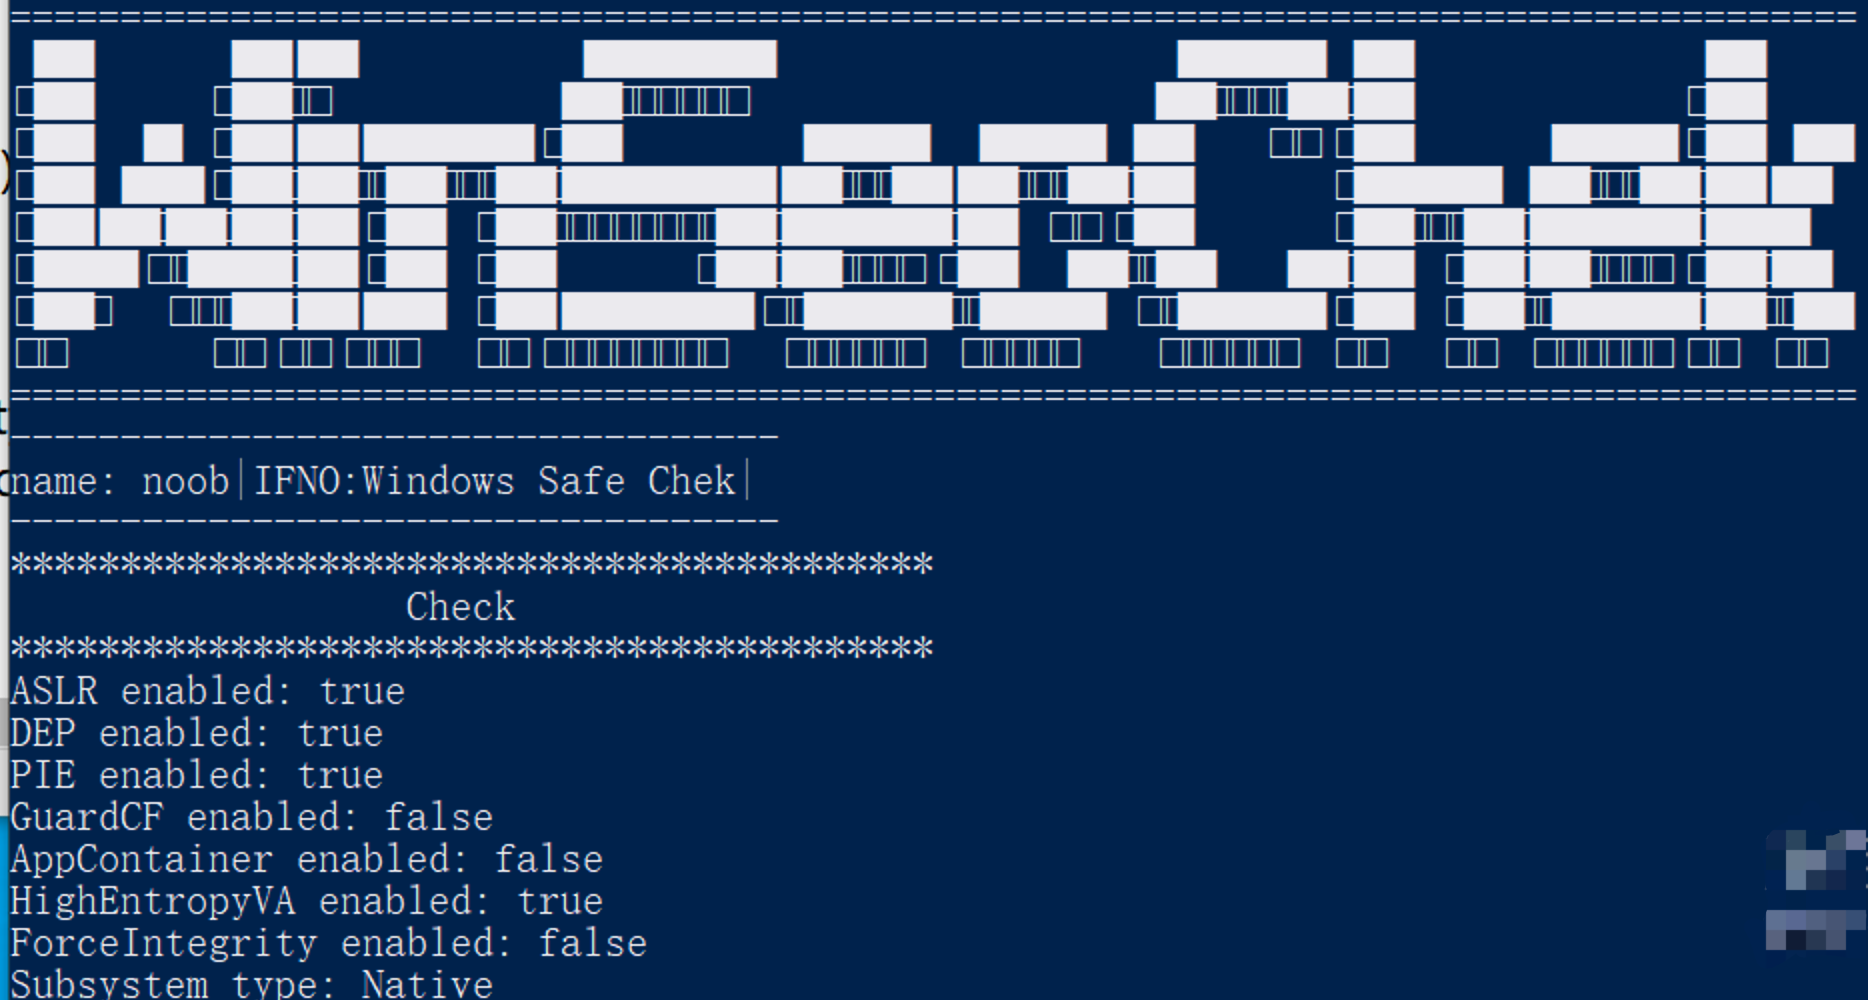 ====================================================================================
WinSecChek
====================================================================================
-----------------------------------
name: noob|IFNO:Windows Safe Chek|
-----------------------------------
******************************************
Check
******************************************
ASLR enabled: true
DEP enabled: true
PIE enabled: true
GuardCF enabled: false
AppContainer enabled: false
HighEntropyVA enabled: true
ForceIntegrity enabled: false
Subsystem type: Native